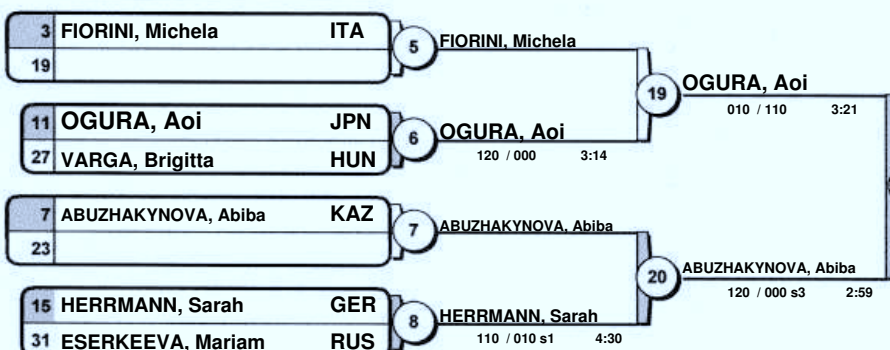 3 FIORINI, Michela ITA
19
5
FIORINI, Michela
11 OGURA, Aoi JPN
27 VARGA, Brigitta HUN
6
OGURA, Aoi
120 / 000 3:14
19
OGURA, Aoi
010 / 110 3:21
7 ABUZHAKYNOVA, Abiba KAZ
23
7
ABUZHAKYNOVA, Abiba
15 HERRMANN, Sarah GER
31 ESERKEEVA, Mariam RUS
8
HERRMANN, Sarah
110 / 010 s1 4:30
20
ABUZHAKYNOVA, Abiba
120 / 000 s3 2:59